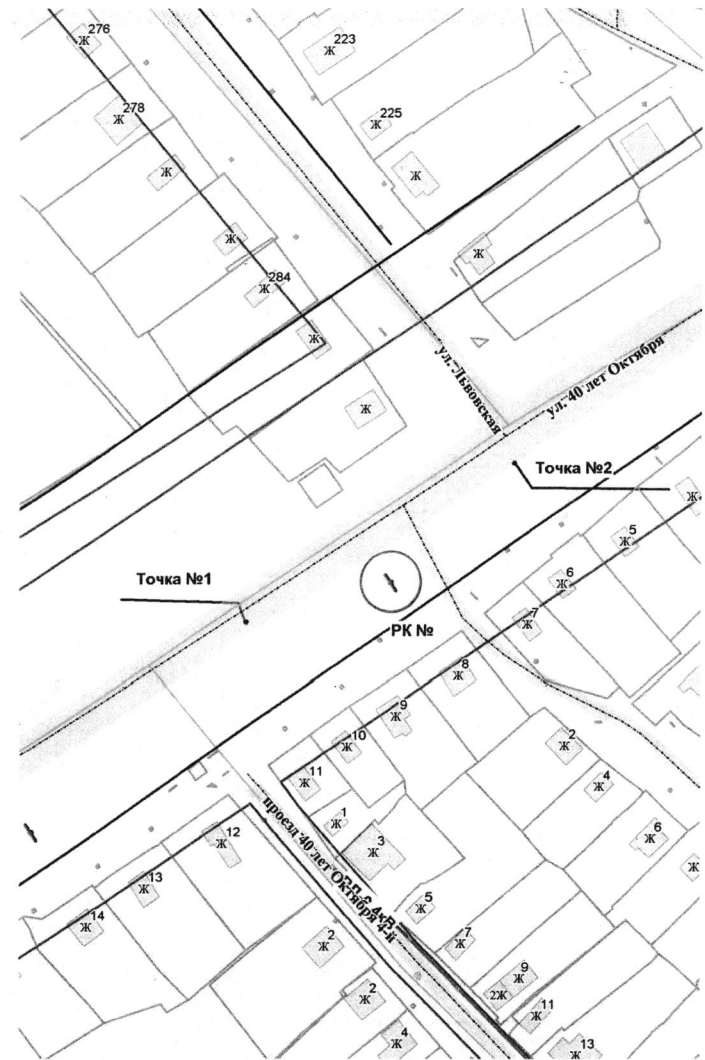 276
Ж
223
Ж
278
Ж
225
Ж
Ж
Ж
Ж
Ж
284
Ж
Ж
Ж
ул. Львовская
ул. 40 лет Октября
Точка №2
Ж
5
Ж
6
Ж
7
Ж
Точка №1
РК №
8
Ж
9
Ж
10
Ж
11
Ж
2
Ж
4
Ж
1
Ж
3
Ж
6
Ж
Ж
12
Ж
13
Ж
14
Ж
проезд 40 лет Октября 4-й
5
Ж
2
Ж
7
Ж
9
Ж
2Ж
2
Ж
11
Ж
4
Ж
13
Ж